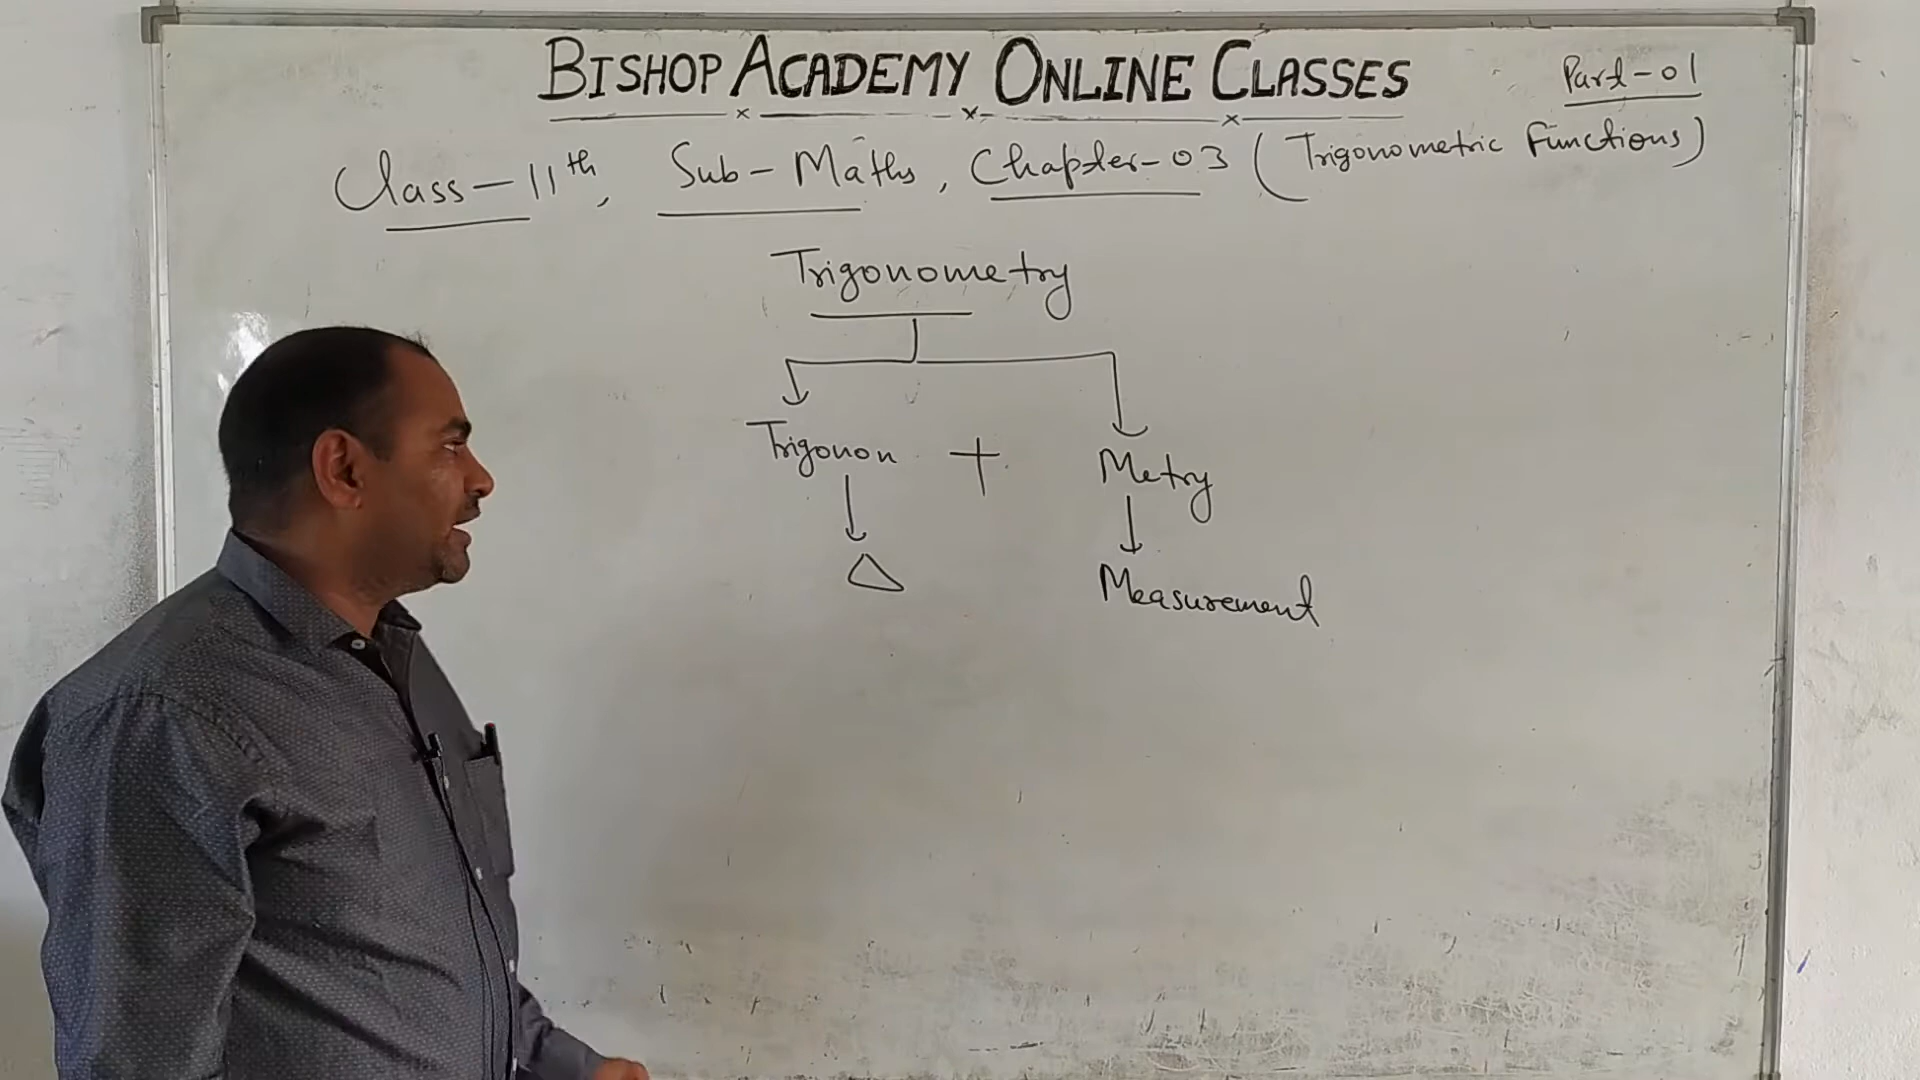 BISHOP ACADEMY ONLINE CLASSES
Part-01
Class-11th, Sub-Maths, Chapter-03 (Trigonometric Functions)
Trigonometry
Trigonon + Metry
Measurement